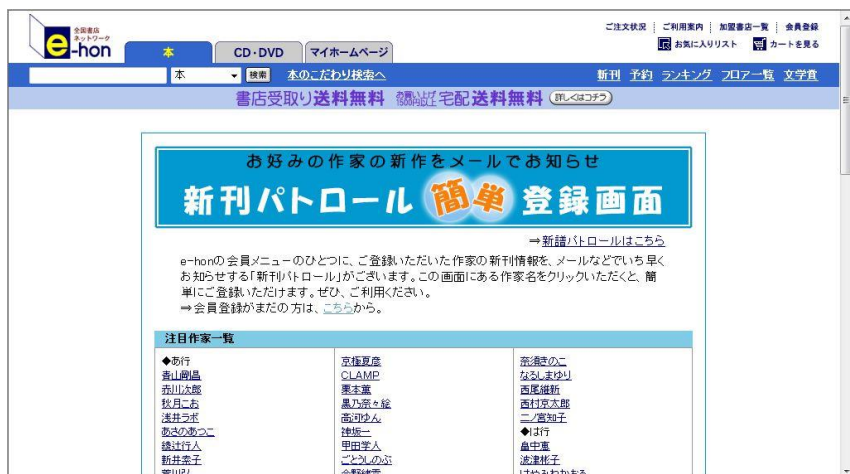 全国書店
ネットワーク
e-hon
本
CD・DVD
マイホームページ
ご注文状況
ご利用案内
加盟書店一覧
会員登録
お気に入りリスト
カートを見る
本
検索
本のこだわり検索へ
新刊 予約 ランキング フロア一覧 文学賞
書店受取り送料無料
宅配送料無料
詳しくはコチラ
お好みの作家の新作をメールでお知らせ
新刊パトロール 簡単 登録画面
⇒新譜パトロールはこちら
e-honの会員メニューのひとつに、ご登録いただいた作家の新刊情報を、メールなどでいち早く
お知らせする「新刊パトロール」がございます。この画面にある作家名をクリックいただくと、簡
単にご登録いただけます。ぜひ、ご利用ください。
⇒会員登録がまだの方は、こちらから。
注目作家一覧
◆あ行
青山剛昌
赤川次郎
秋月こお
浅井ラボ
あさのあつこ
綾辻行人
新井素子
京極夏彦
CLAMP
栗本薫
黒乃奈々絵
高河ゆん
神坂一
甲田学人
ごとうしのぶ
奈須きのこ
なるしまゆり
西尾維新
西村京太郎
二ノ宮知子
◆は行
畠中恵
波津彬子